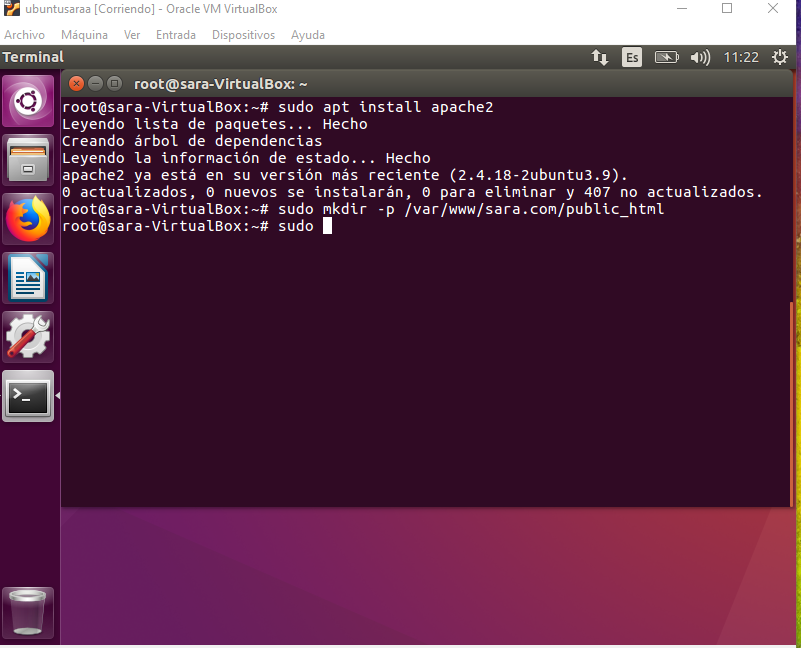 ubuntusaraa [Corriendo] - Oracle VM VirtualBox
Archivo Máquina Ver Entrada Dispositivos Ayuda
Terminal Es 11:22
root@sara-VirtualBox: ~
root@sara-VirtualBox:~# sudo apt install apache2
Leyendo lista de paquetes... Hecho
Creando árbol de dependencias
Leyendo la información de estado... Hecho
apache2 ya está en su versión más reciente (2.4.18-2ubuntu3.9).
0 actualizados, 0 nuevos se instalarán, 0 para eliminar y 407 no actualizados.
root@sara-VirtualBox:~# sudo mkdir -p /var/www/sara.com/public_html
root@sara-VirtualBox:~# sudo